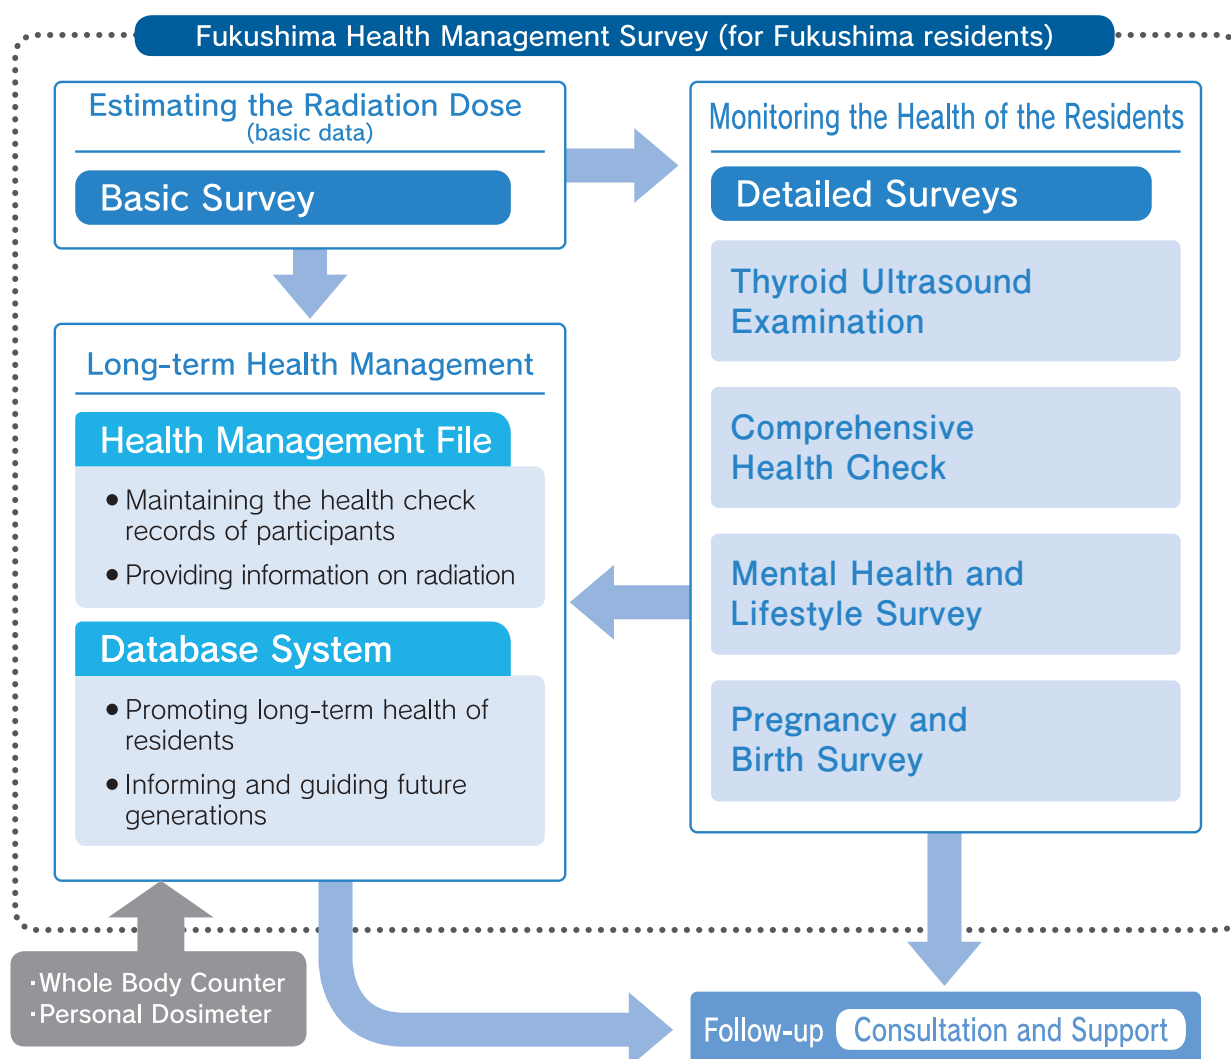 Fukushima Health Management Survey (for Fukushima residents)
Estimating the Radiation Dose
(basic data)
Basic Survey
Monitoring the Health of the Residents
Detailed Surveys
Thyroid Ultrasound
Examination
Comprehensive
Health Check
Mental Health and
Lifestyle Survey
Pregnancy and
Birth Survey
Long-term Health Management
Health Management File
● Maintaining the health check
records of participants
● Providing information on radiation
Database System
● Promoting long-term health of
residents
● Informing and guiding future
generations
・Whole Body Counter
・Personal Dosimeter
Follow-up Consultation and Support